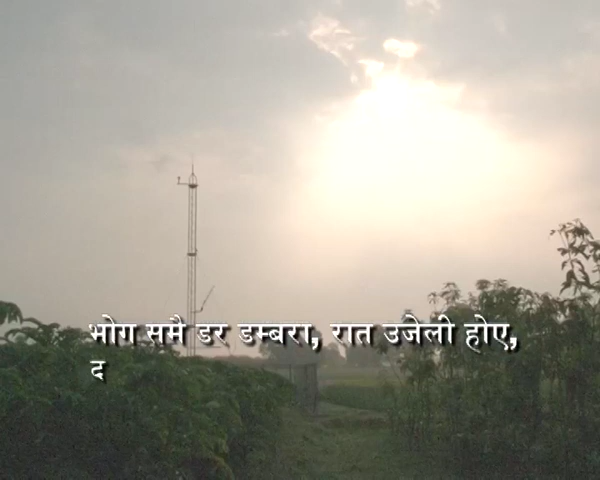 भोग समै डर डम्बरा, रात उजेली होए,
द